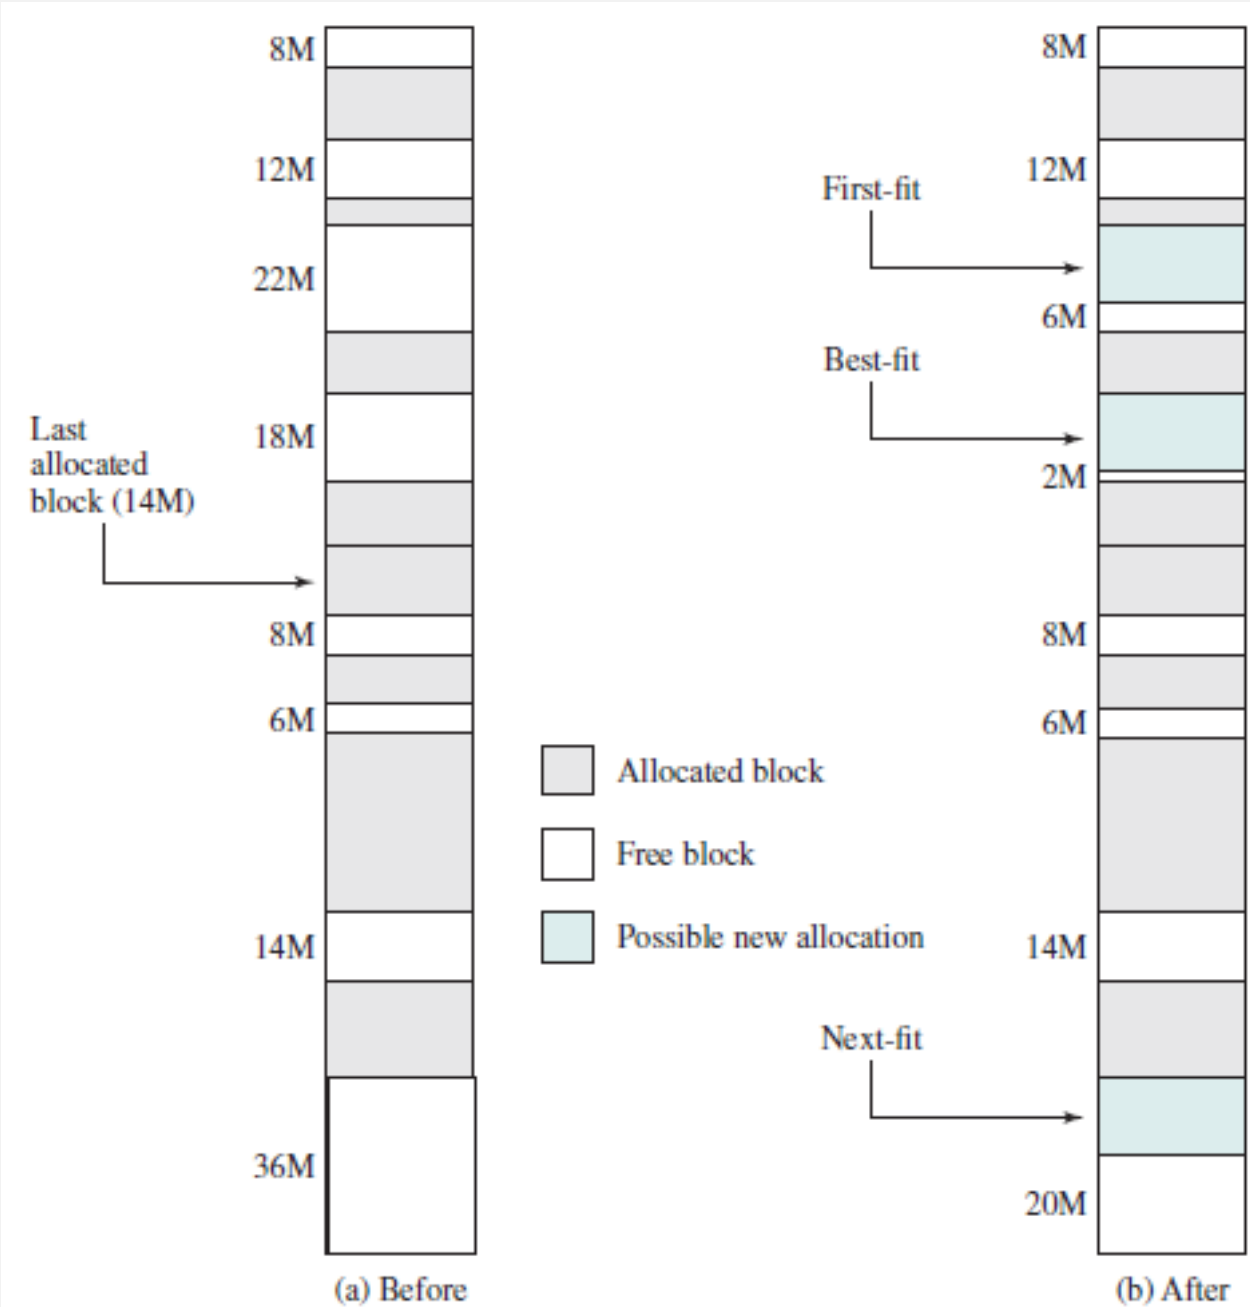 8M
12M
22M
18M
Last
allocated
block (14M)
8M
6M
14M
36M
(a) Before
Allocated block
Free block
Possible new allocation
8M
12M
First-fit
6M
Best-fit
2M
8M
6M
14M
Next-fit
20M
(b) After